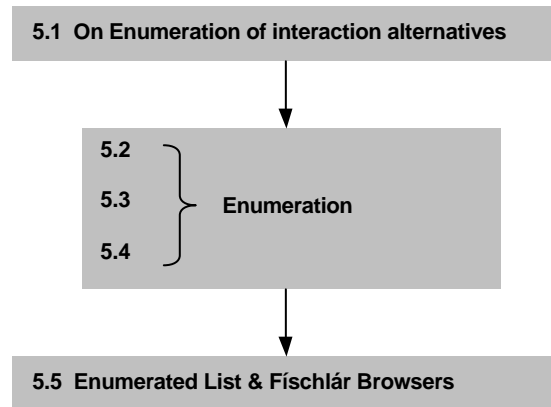 5.1 On Enumeration of interaction alternatives
5.2
5.3
Enumeration
5.4
5.5 Enumerated List & Físchlár Browsers